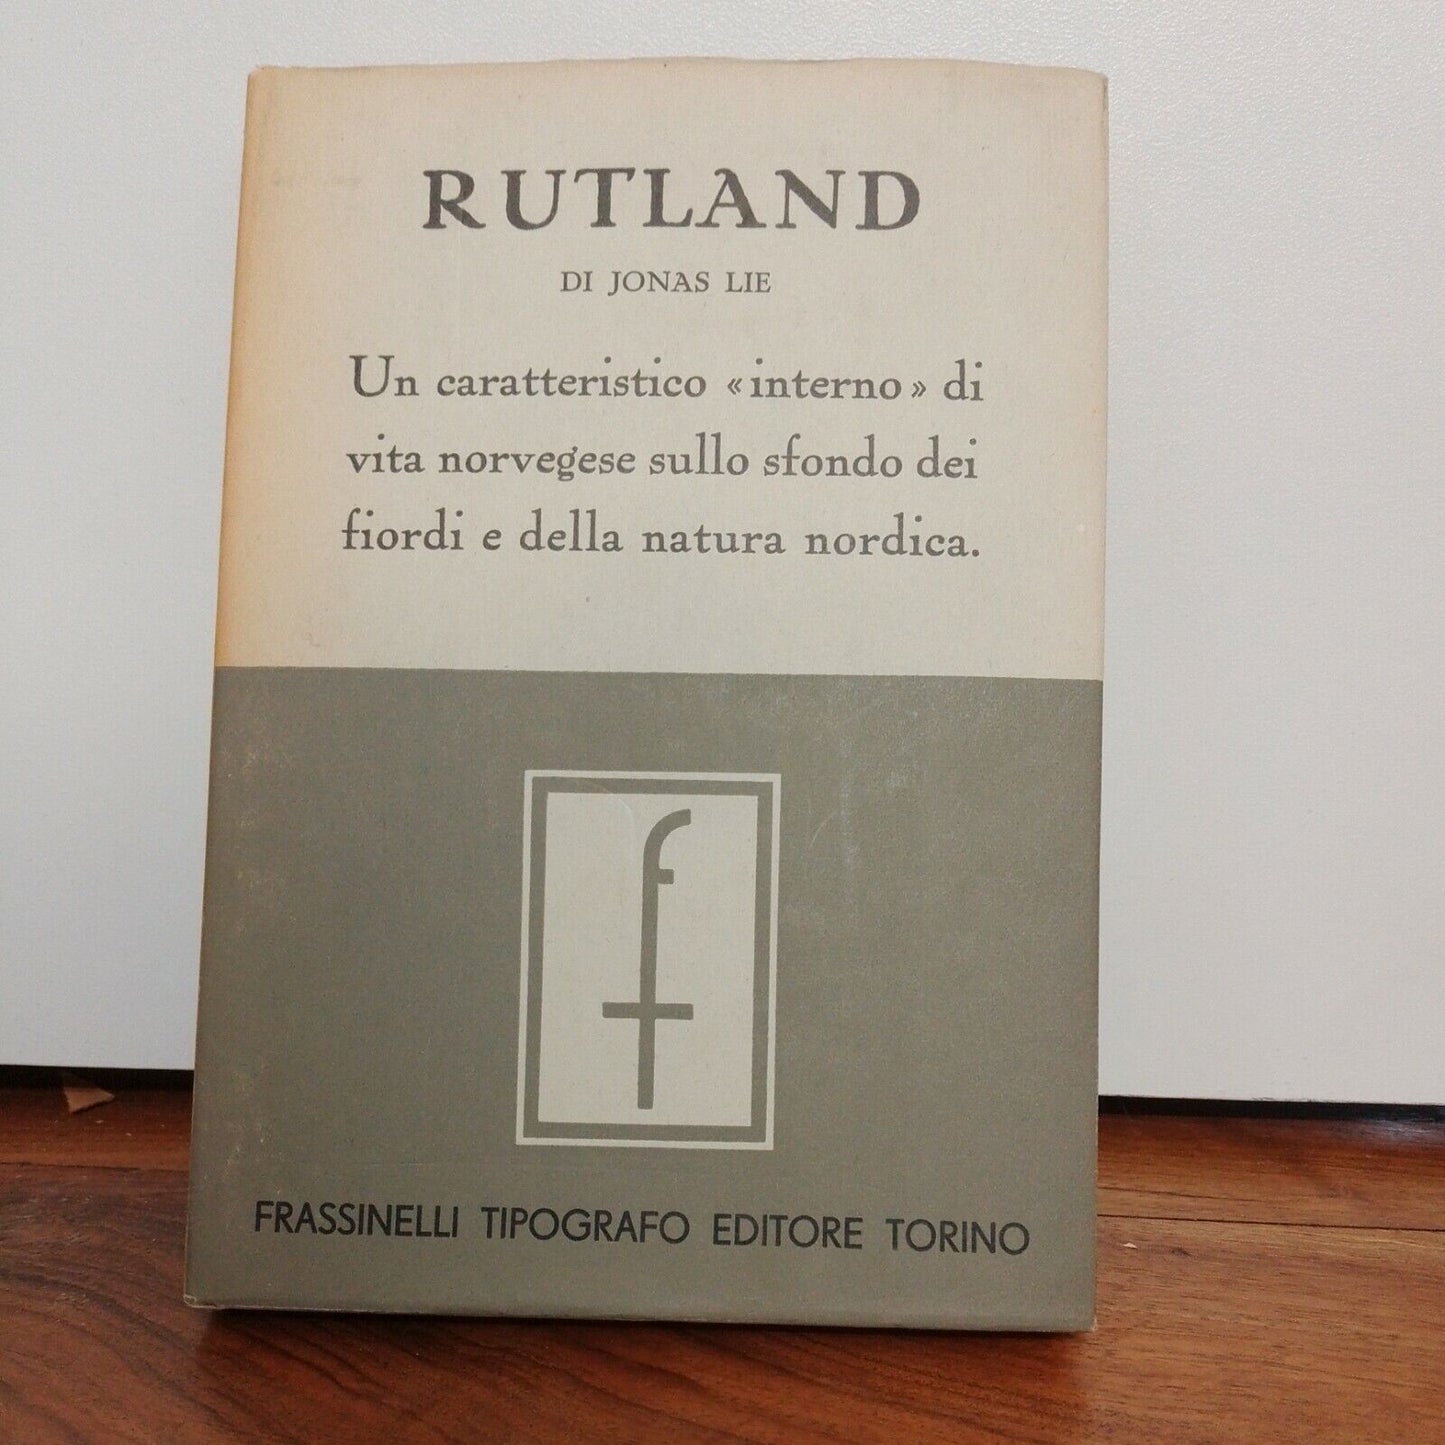 RUTLAND
DI JONAS LIE
Un caratteristico « interno » di
vita norvegese sullo sfondo dei
fiordi e della natura nordica.
f
FRASSINELLI TIPOGRAFO EDITORE TORINO